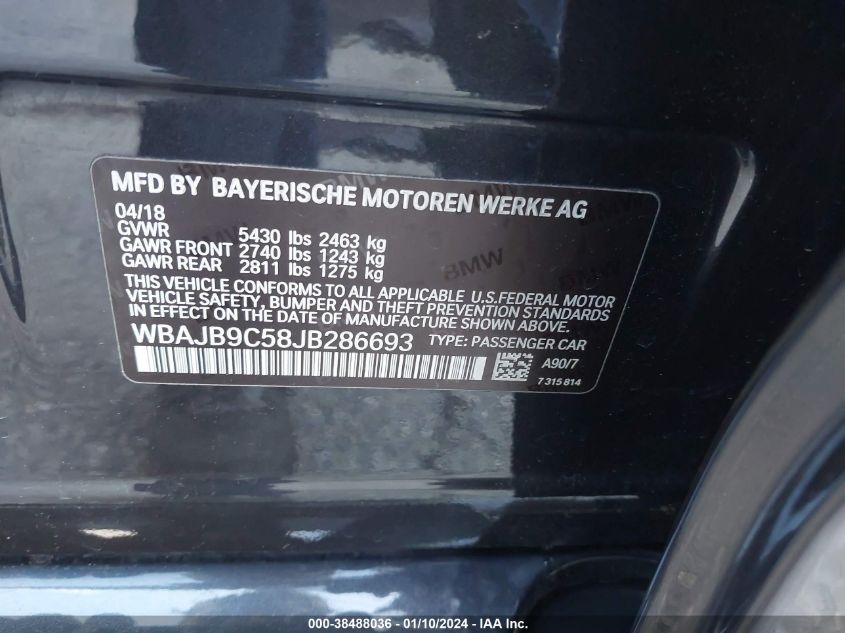 MFD BY BAYERISCHE MOTOREN WERKE AG
04/18
GVWR 5430 lbs 2463 kg
GAWR FRONT 2740 lbs 1243 kg
GAWR REAR 2811 lbs 1275 kg
THIS VEHICLE CONFORMS TO ALL APPLICABLE U.S.FEDERAL MOTOR
VEHICLE SAFETY, BUMPER AND THEFT PREVENTION STANDARDS
IN EFFECT ON THE DATE OF MANUFACTURE SHOWN ABOVE.
WBAJB9C58JB286693 TYPE: PASSENGER CAR
A90/7
7 315 814
BMW
000-38488036 - 01/10/2024 - IAA Inc.